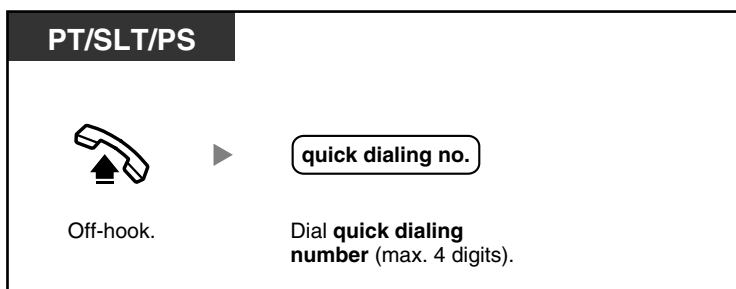 PT/SLT/PS
quick dialing no.
Off-hook.
Dial quick dialing
number (max. 4 digits).